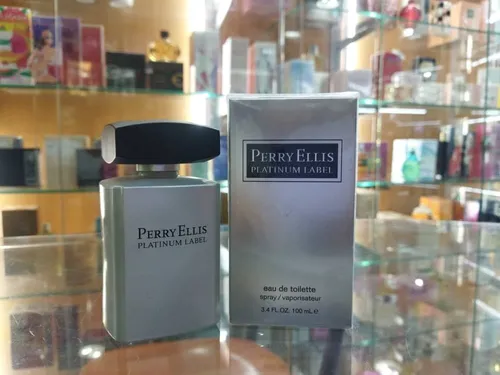 PERRY ELLIS
PLATINUM LABEL
PERRY ELLIS
PLATINUM LABEL
eau de toilette
spray / vaporisateur
3.4 FL.OZ. 100 mL e